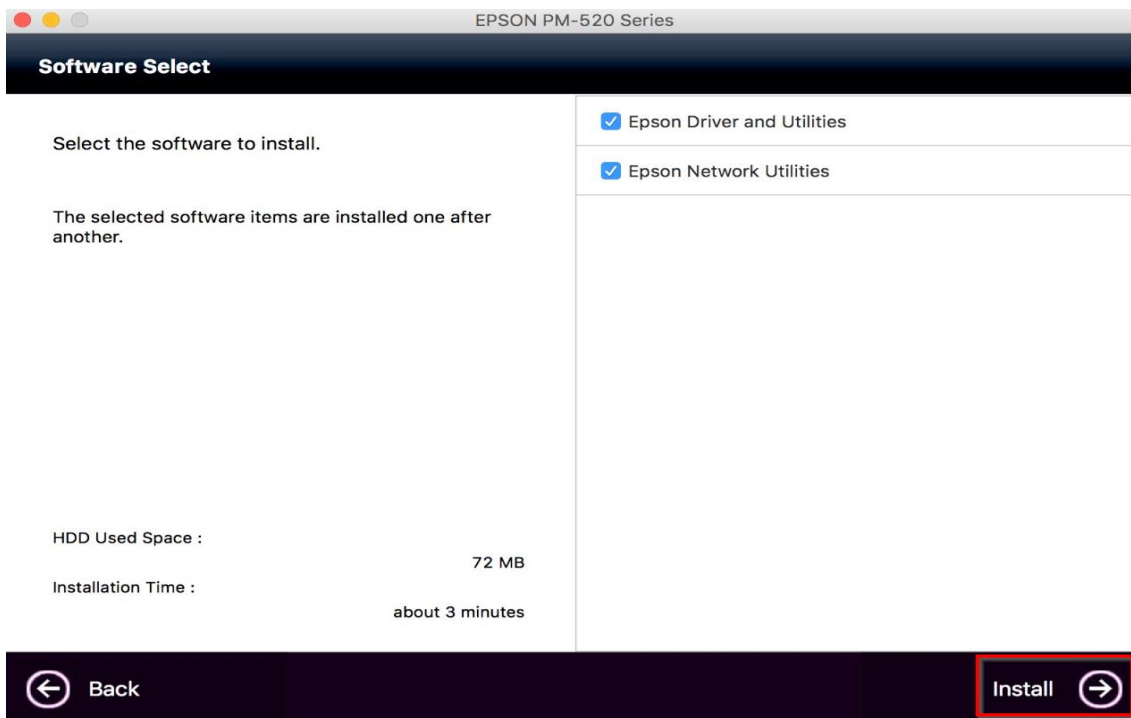 EPSON PM-520 Series
Software Select
Select the software to install.
The selected software items are installed one after
another.
HDD Used Space :
72 MB
Installation Time :
about 3 minutes
Epson Driver and Utilities
Epson Network Utilities
Back
Install